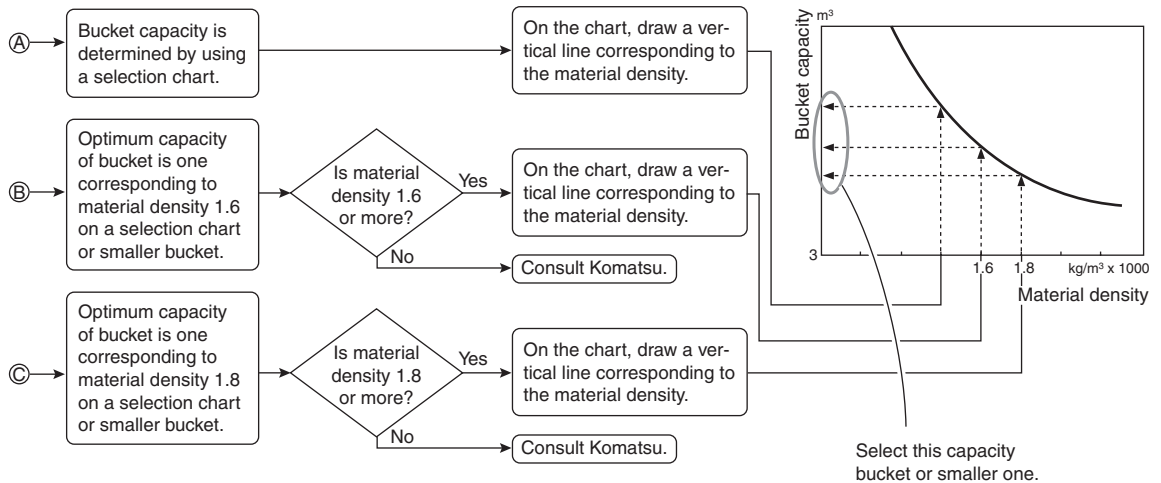 A
Bucket capacity is
determined by using
a selection chart.
On the chart, draw a ver-
tical line corresponding to
the material density.
B
Optimum capacity
of bucket is one
corresponding to
material density 1.6
on a selection chart
or smaller bucket.
Is material
density 1.6
or more?
Yes
On the chart, draw a ver-
tical line corresponding to
the material density.
No
Consult Komatsu.
C
Optimum capacity
of bucket is one
corresponding to
material density 1.8
on a selection chart
or smaller bucket.
Is material
density 1.8
or more?
Yes
On the chart, draw a ver-
tical line corresponding to
the material density.
No
Consult Komatsu.
m³
Bucket capacity
3
1.6
1.8
kg/m³ x 1000
Material density
Select this capacity
bucket or smaller one.